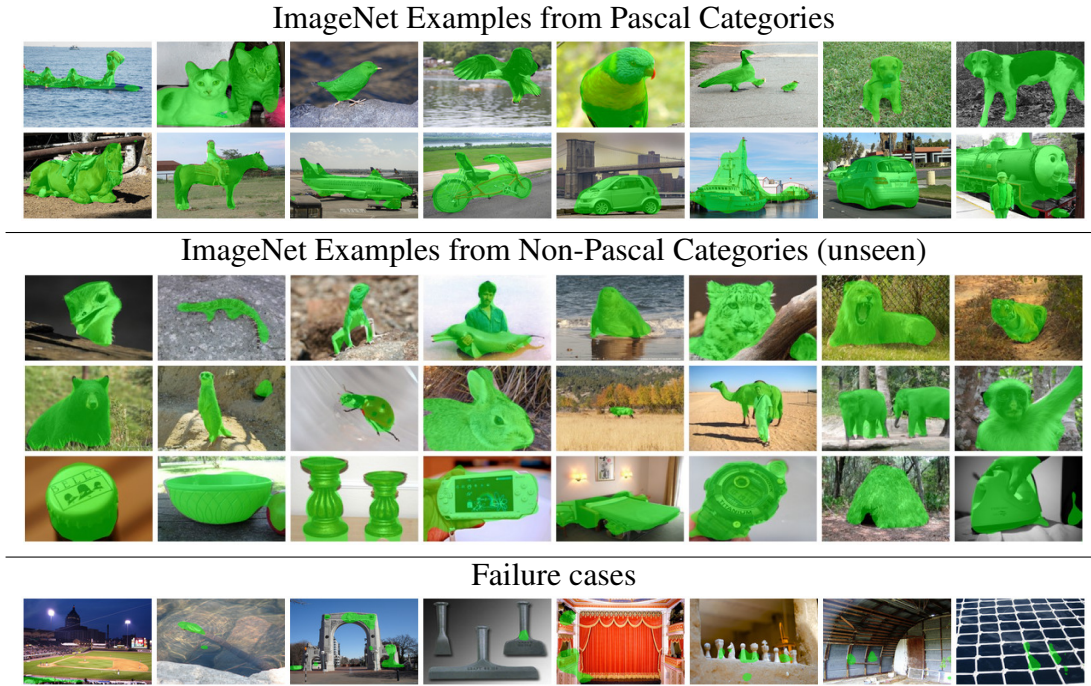 ImageNet Examples from Pascal Categories
ImageNet Examples from Non-Pascal Categories (unseen)
Failure cases